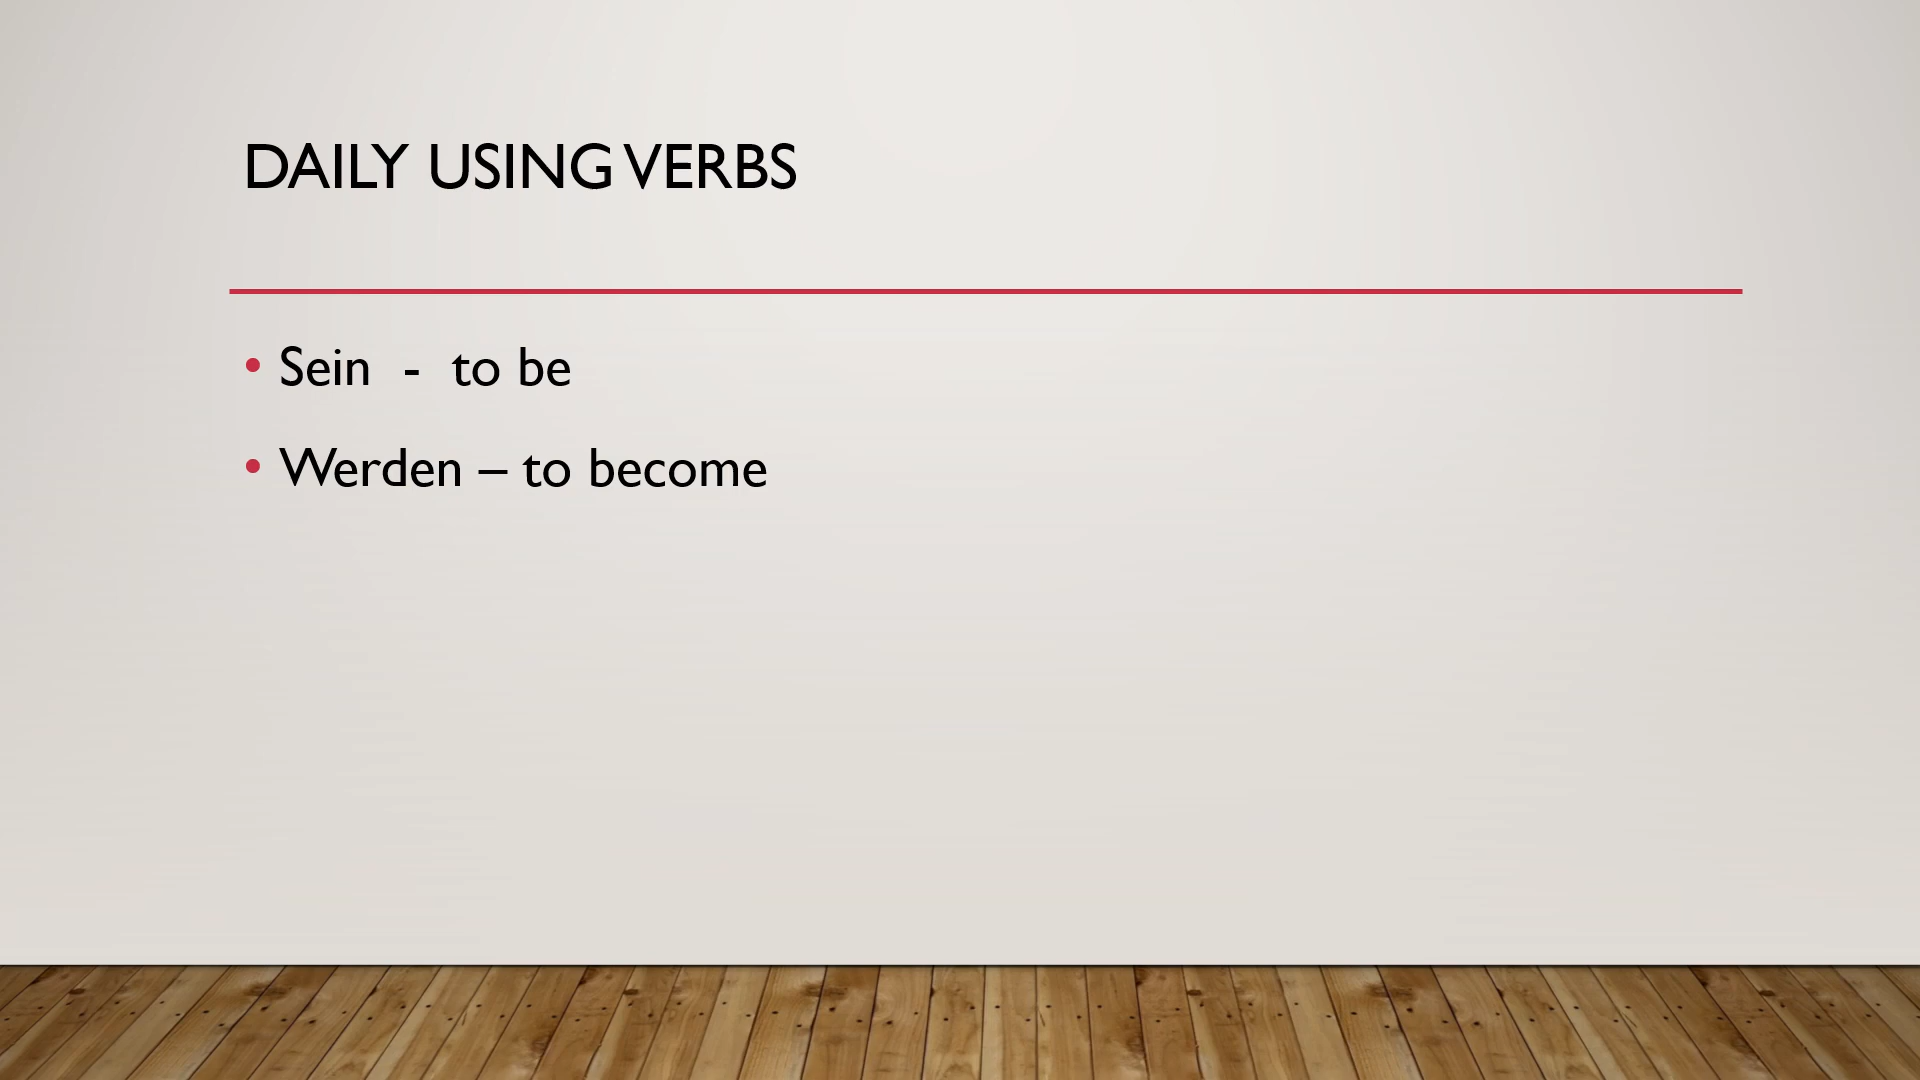 DAILY USING VERBS
• Sein  -  to be
• Werden – to become